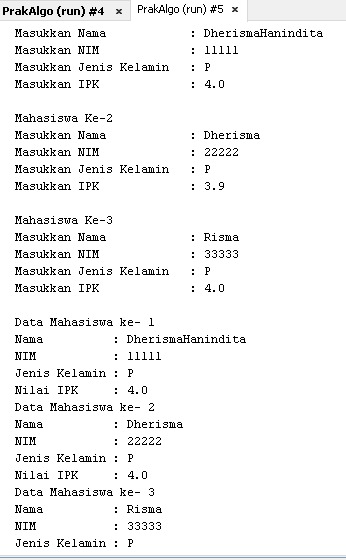 PrakAlgo (run) #4 × PrakAlgo (run) #5 ×
Masukkan Nama : DherismaHanindita
Masukkan NIM : 11111
Masukkan Jenis Kelamin : P
Masukkan IPK : 4.0
Mahasiswa Ke-2
Masukkan Nama : Dherisma
Masukkan NIM : 22222
Masukkan Jenis Kelamin : P
Masukkan IPK : 3.9
Mahasiswa Ke-3
Masukkan Nama : Risma
Masukkan NIM : 33333
Masukkan Jenis Kelamin : P
Masukkan IPK : 4.0
Data Mahasiswa ke- 1
Nama : DherismaHanindita
NIM : 11111
Jenis Kelamin : P
Nilai IPK : 4.0
Data Mahasiswa ke- 2
Nama : Dherisma
NIM : 22222
Jenis Kelamin : P
Nilai IPK : 4.0
Data Mahasiswa ke- 3
Nama : Risma
NIM : 33333
Jenis Kelamin : P